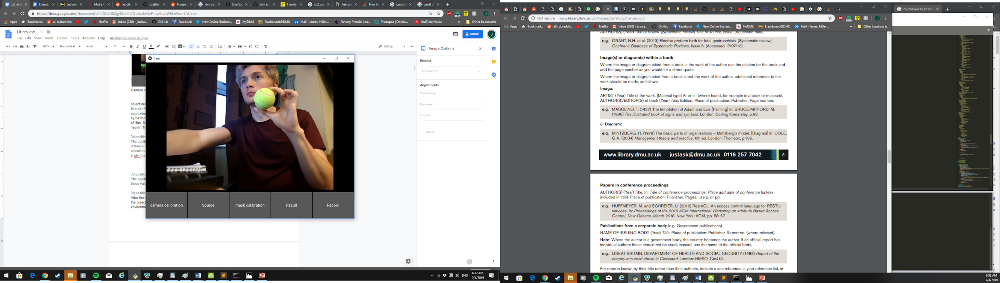 Lit revie
Literatu
Lecture:
Moira C
reddit: t
drathier
House J
kivy ope
kivy/ca
kivy an
I wrote
cv2.con
Feature
How to
gantt cl
gantt cl
https://docs.google.com/document/d/11XCZU8ZgyKUaKR7NukbxkA5yP-py0hq0WffLhWdn6JU/edit
Apps
Bookmarks
all subreddits
Netflix
Inbox (280) - j.mala...
GitHub
Facebook
New Online Busines...
MyDMU
Blackboard@DMU
Mail - James Miller...
Fantasy Premier Lea...
Photopea | Online...
YouTube Music
»
Other bookmarks
Lit review
Share
File Edit View Insert Format Tools Add-ons Help All changes saved in Drive
100% Normal text Arial 11 B I U A Editing
Image Options
Recolor
No Recolor
Adjustments
Transparency
Brightness
Contrast
Reset
Camera c
object det
In order fo
approxima
by having
of Hue, S
"mask".Th
3d positio
The applic
distance o
calculated
is givn by
3d positio
The applic
these valu
3d positio
After the r
the object
environme
Cam
camera calibration
Source
mask calibration
Result
Record
ENG
6:32 AM
9/4/2019
countdown to 12 pm
Not secure | www.library.dmu.ac.uk/Images/Selfstudy/Harvard.pdf
Apps
Bookmarks
all subreddits
Netflix
Inbox (280) - j.mala...
GitHub
Facebook
New Online Busines...
MyDMU
Blackboard@DMU
Mail - James Miller...
»
Other bookmarks
AUTHOR(S) (Year) Title of review. [Systematic review] Title of source, Issue. [Accessed date].
e.g. GRANT, N.H. et al. (2013) Elective preterm birth for fetal gastroschisis. [Systematic review]
Cochrane Database of Systematic Reviews, Issue 6. [Accessed 17/07/13].
Image(s) or diagram(s) within a book
Where the image or diagram citied from a book is the work of the author use the citation for the book and
add the page number as you would for a direct quote.
Where the image or diagram cited from a book is not the work of the author, additional reference to the
work should be made, as follows:
Image:
ARTIST (Year) Title of the work. [Material type] At or In: (where found, for example in a book or museum).
AUTHOR(S)/EDITOR(S) of book (Year) Title. Edition. Place of publication: Publisher, Page number.
e.g. MASOLINO, T. (1427) The temptation of Adam and Eve. [Painting] In: BRUCE-MITFORD, M.
(1996) The illustrated book of signs and symbols. London: Dorling Kindersley, p.63.
or Diagram:
e.g. MINTZBERG, H. (1979) The basic parts of organisations – Mintzberg's model. [Diagram] In: COLE,
G.A. (2004) Management theory and practice. 6th ed. London: Thomson, p.186.
www.library.dmu.ac.uk justask@dmu.ac.uk 0116 257 7042 8
Papers in conference proceedings
AUTHOR(S) (Year) Title. In: Title of conference proceedings. Place and date of conference (unless
included in title). Place of publication: Publisher, Pages, use p. or pp.
e.g. HUFFMEYER, M. and SCHREIER, U. (2016) RestACL: An access control language for RESTful
services. In: Proceedings of the 2016 ACM International Workshop on attribute Based Access
Control, New Orleans, March 2016. New York: ACM, pp. 58-67.
Publications from a corporate body (e.g. Government publications)
NAME OF ISSUING BODY (Year) Title. Place of publication: Publisher, Report no. (where relevant).
Note: Where the author is a government body, the country becomes the author. If an official report has
individual authors these should not be used; instead, use the name of the official body.
e.g. GREAT BRITAIN. DEPARTMENT OF HEALTH AND SOCIAL SECURITY (1988) Report of the
enquiry into child abuse in Cleveland. London: HMSO, Cm413.
For reports known by their title rather than their author/s, include a see reference in your reference list, in
6:32 AM
9/4/2019